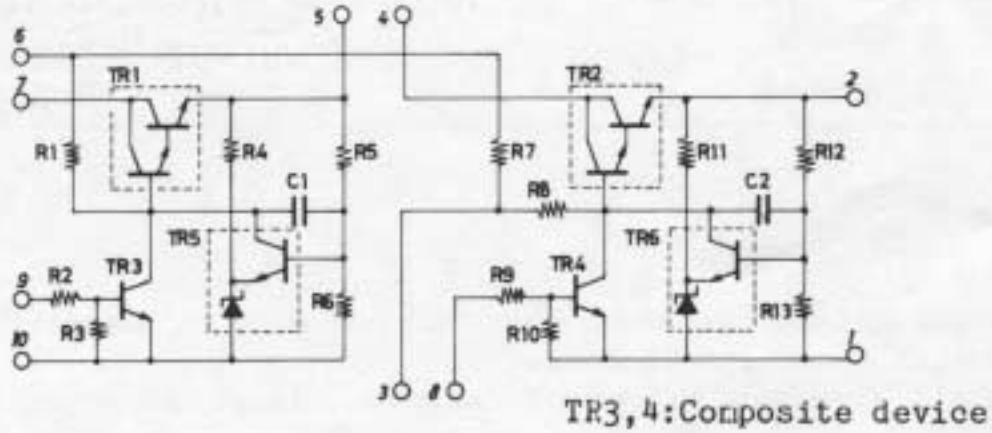 5 4
6
TR1 TR2
7 2
R1 R4 R5 R7 R11 R12
C1 R8 C2
TR5 TR6
TR3 TR4
9 R2 R9
R6 R13
R3 R10
10 1
3 8
TR3,4:Composite device